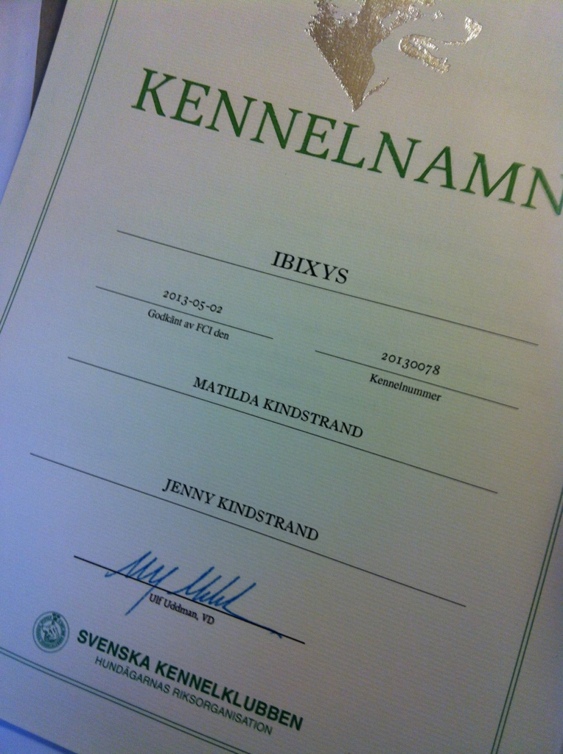 KENNELNAMN
IBIXYS
2013-05-02
Godkänt av FCI den
20130078
Kennelnummer
MATILDA KINDSTRAND
JENNY KINDSTRAND
Ulf Uddman, VD
SVENSKA KENNELKLUBBEN
HUNDÄGARNAS RIKSORGANISATION